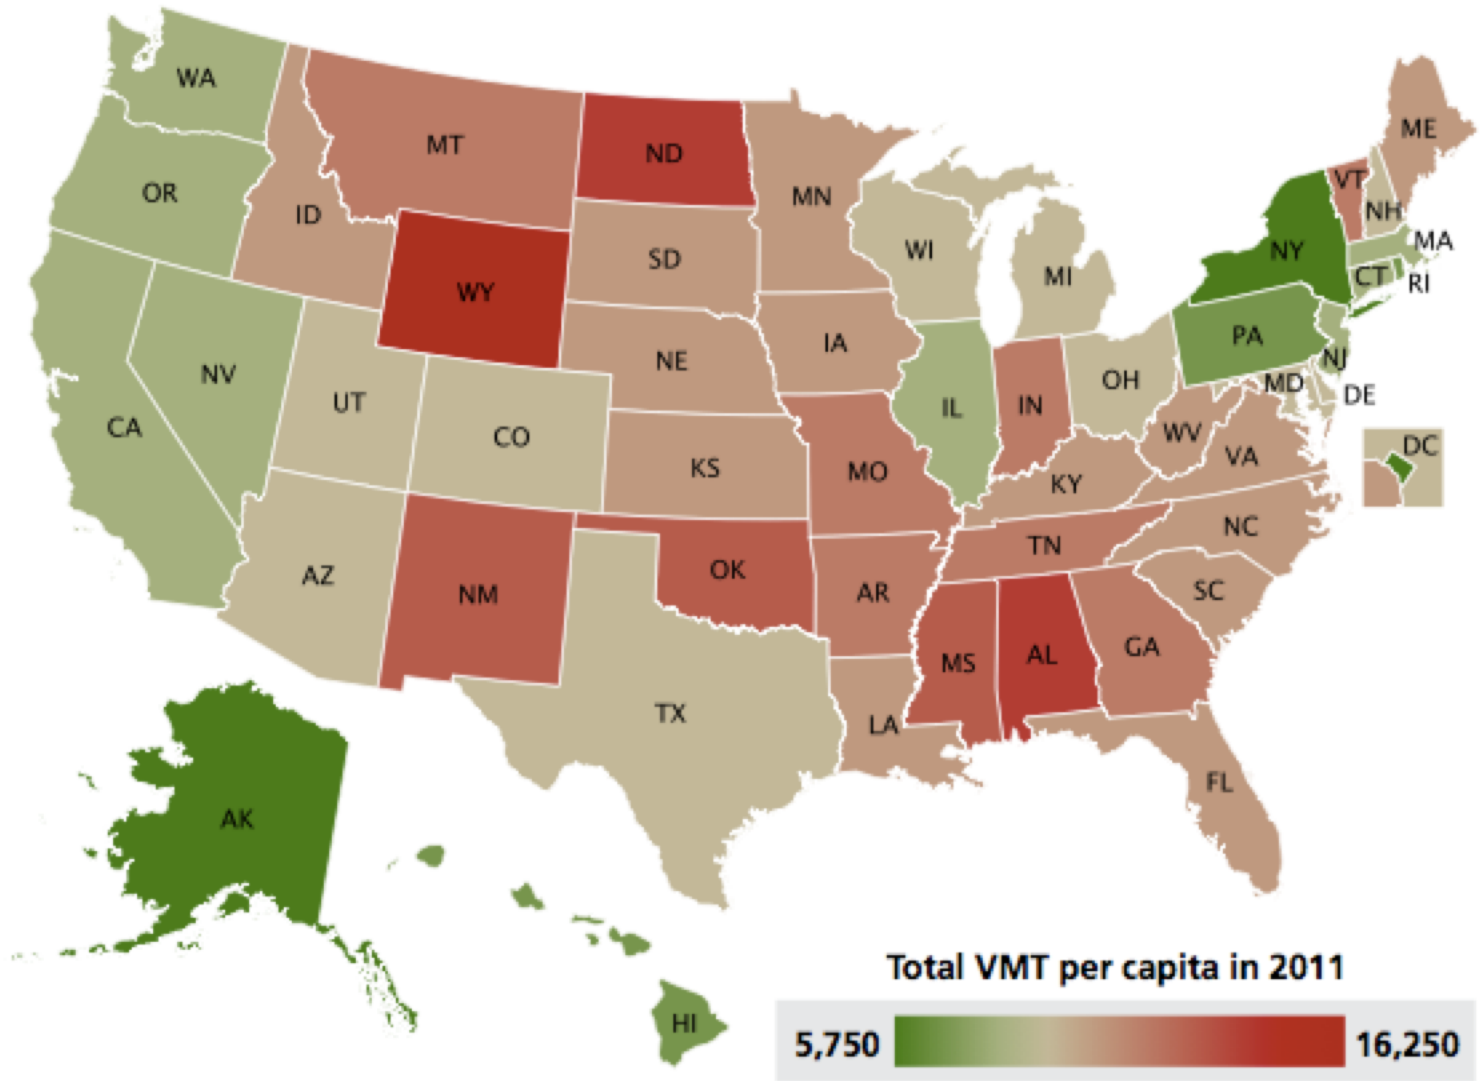 WA
MT
ND
ME
OR
ID
MN
VT
NH
SD
WI
NY
MA
MI
CT
RI
WY
PA
NE
IA
NJ
NV
UT
OH
MD
DE
CA
CO
IL
IN
WV
VA
DC
KS
MO
KY
AZ
NM
OK
TN
NC
AR
SC
MS
AL
GA
TX
LA
FL
AK
HI
Total VMT per capita in 2011
5,750
16,250